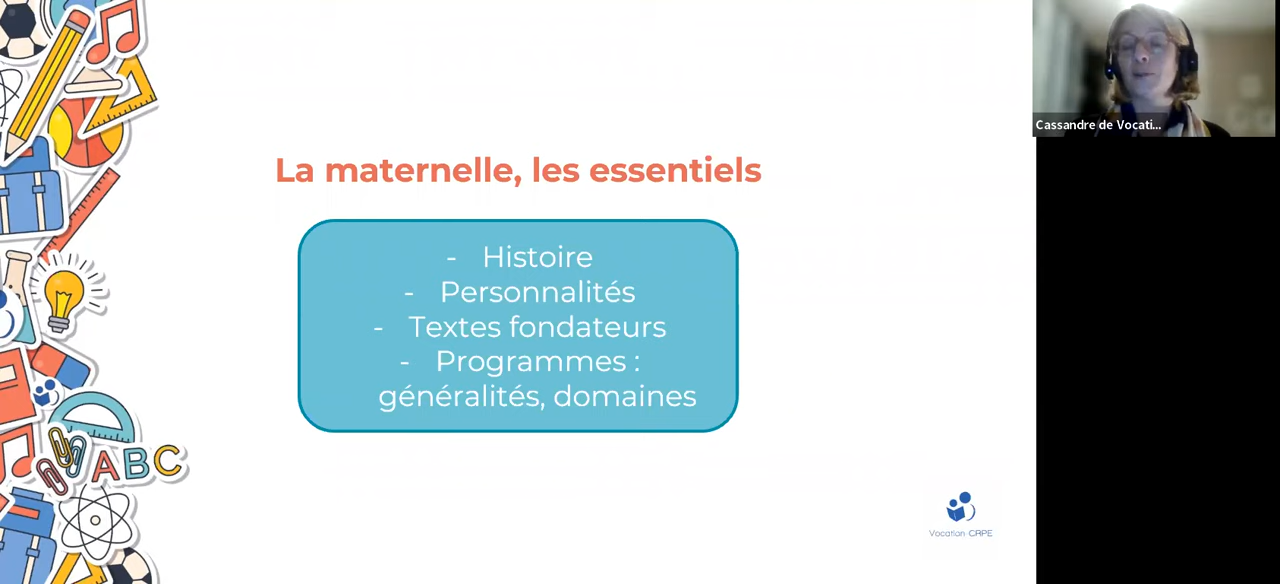 Cassandre de Vocati...
La maternelle, les essentiels
- Histoire
- Personnalités
- Textes fondateurs
- Programmes :
généralités, domaines
ABC
Vocation CRPE